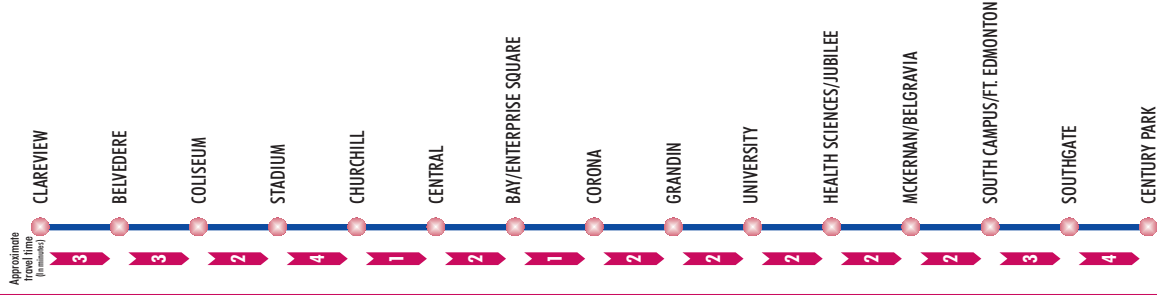 CLAREVIEW
BELVEDERE
COLISEUM
STADIUM
CHURCHILL
CENTRAL
BAY/ENTERPRISE SQUARE
CORONA
GRANDIN
UNIVERSITY
HEALTH SCIENCES/JUBILEE
MCKERNAN/BELGRAVIA
SOUTH CAMPUS/FT. EDMONTON
SOUTHGATE
CENTURY PARK
Approximate
travel time
(In minutes)
3
3
2
4
1
2
1
2
2
2
2
2
3
4